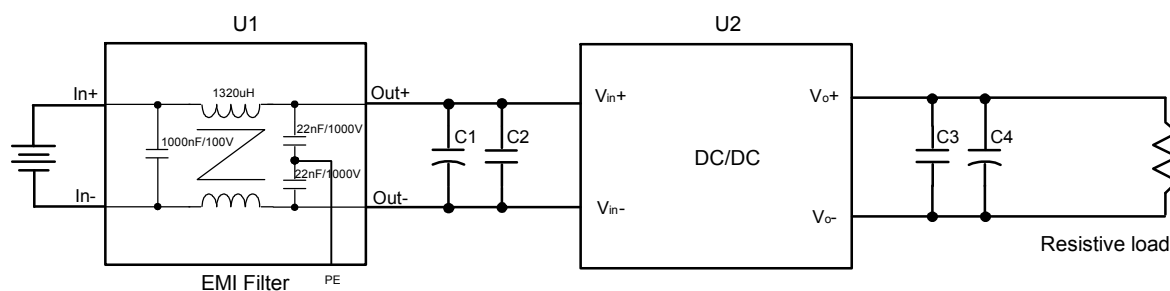 U1
U2
In+
1320uH
Out+
Vin+
Vo+
1000nF/100V
22nF/1000V
C1
C2
DC/DC
C3
C4
22nF/1000V
In-
Out-
Vin-
Vo-
Resistive load
EMI Filter
PE